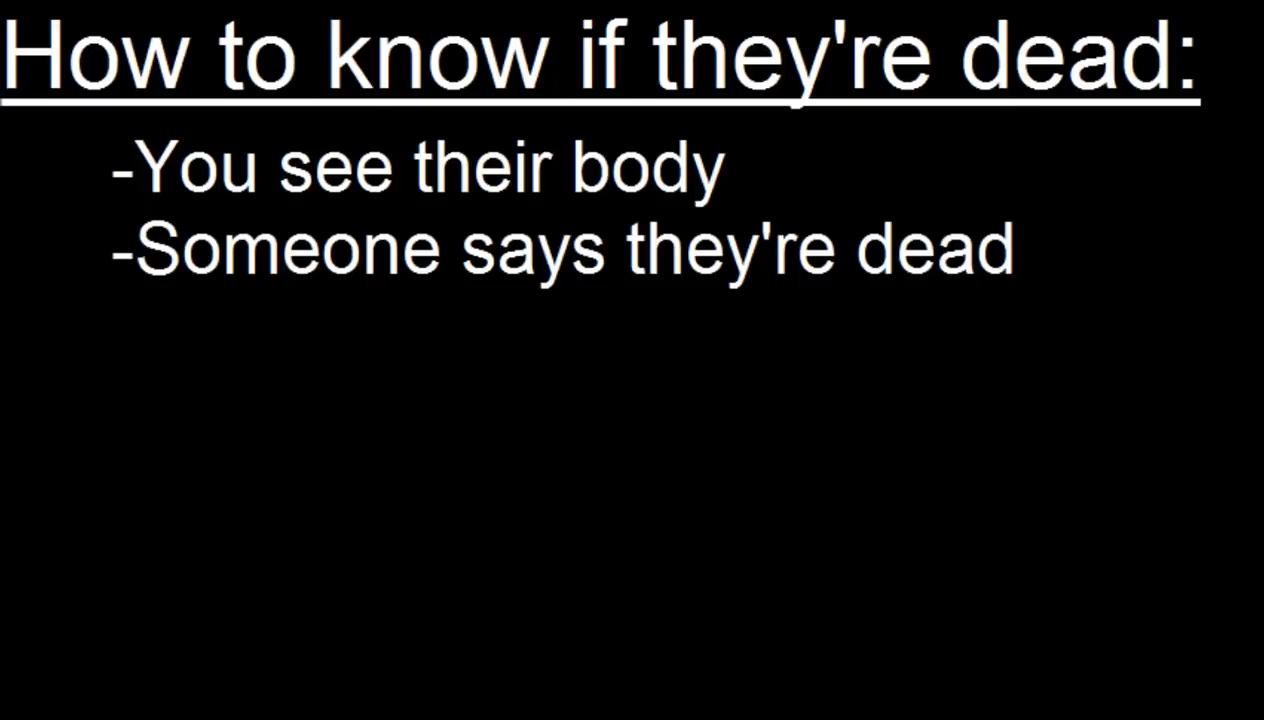 How to know if they're dead:
-You see their body
-Someone says they're dead